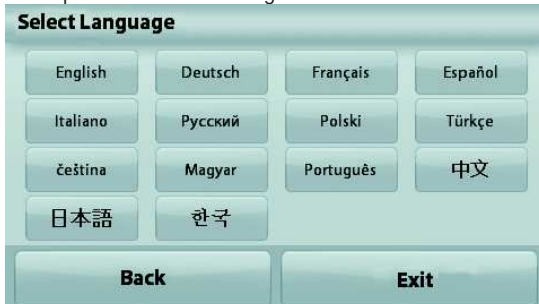 Select Language
English Deutsch Français Español
Italiano Русский Polski Türkçe
čeština Magyar Português 中文
日本語 한국
Back Exit